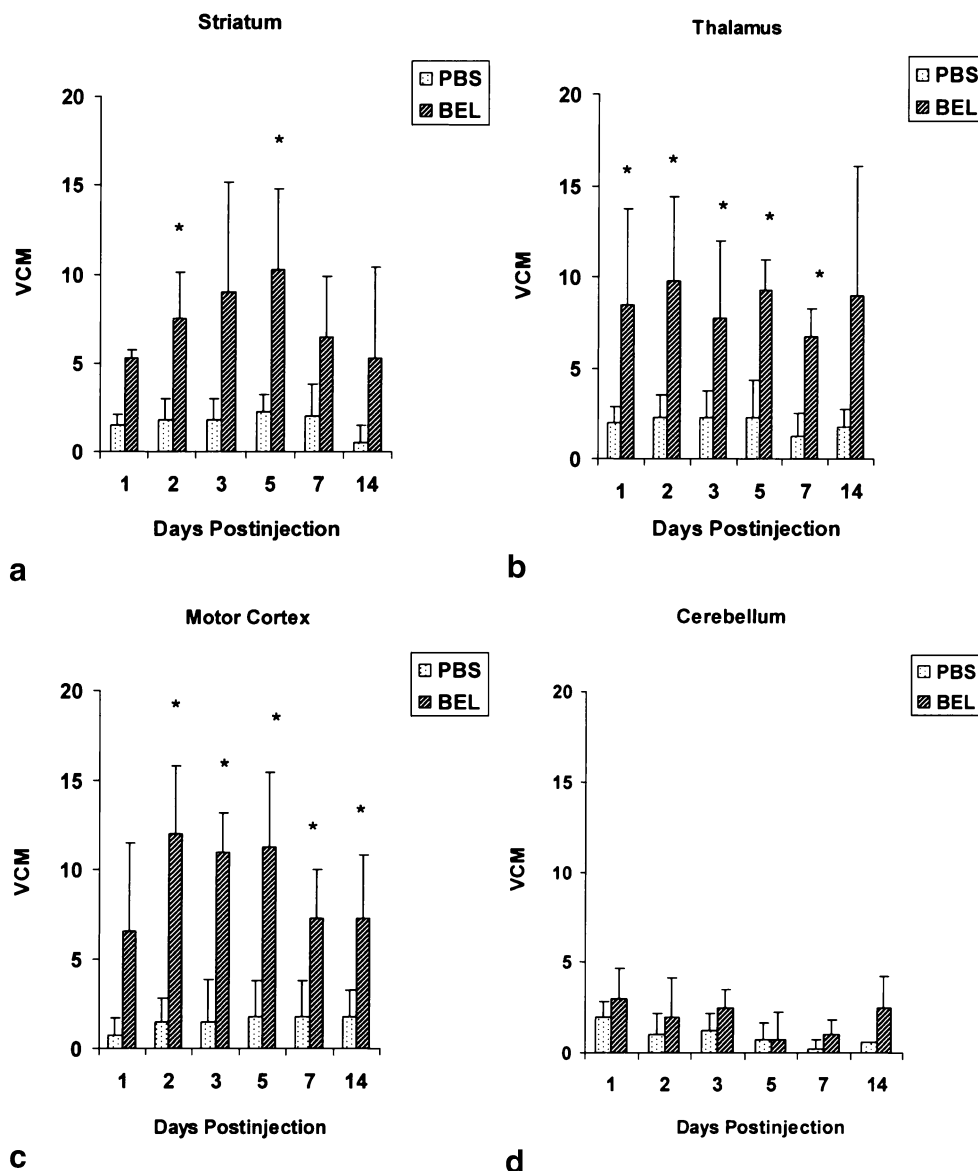 Striatum
PBS
BEL
20
15
10
5
0
VCM
*
*
1 2 3 5 7 14
Days Postinjection
a
Thalamus
PBS
BEL
20
15
10
5
0
VCM
*
*
*
*
*
1 2 3 5 7 14
Days Postinjection
b
Motor Cortex
PBS
BEL
20
15
10
5
0
VCM
*
*
*
*
*
1 2 3 5 7 14
Days Postinjection
c
Cerebellum
PBS
BEL
20
15
10
5
0
VCM
1 2 3 5 7 14
Days Postinjection
d